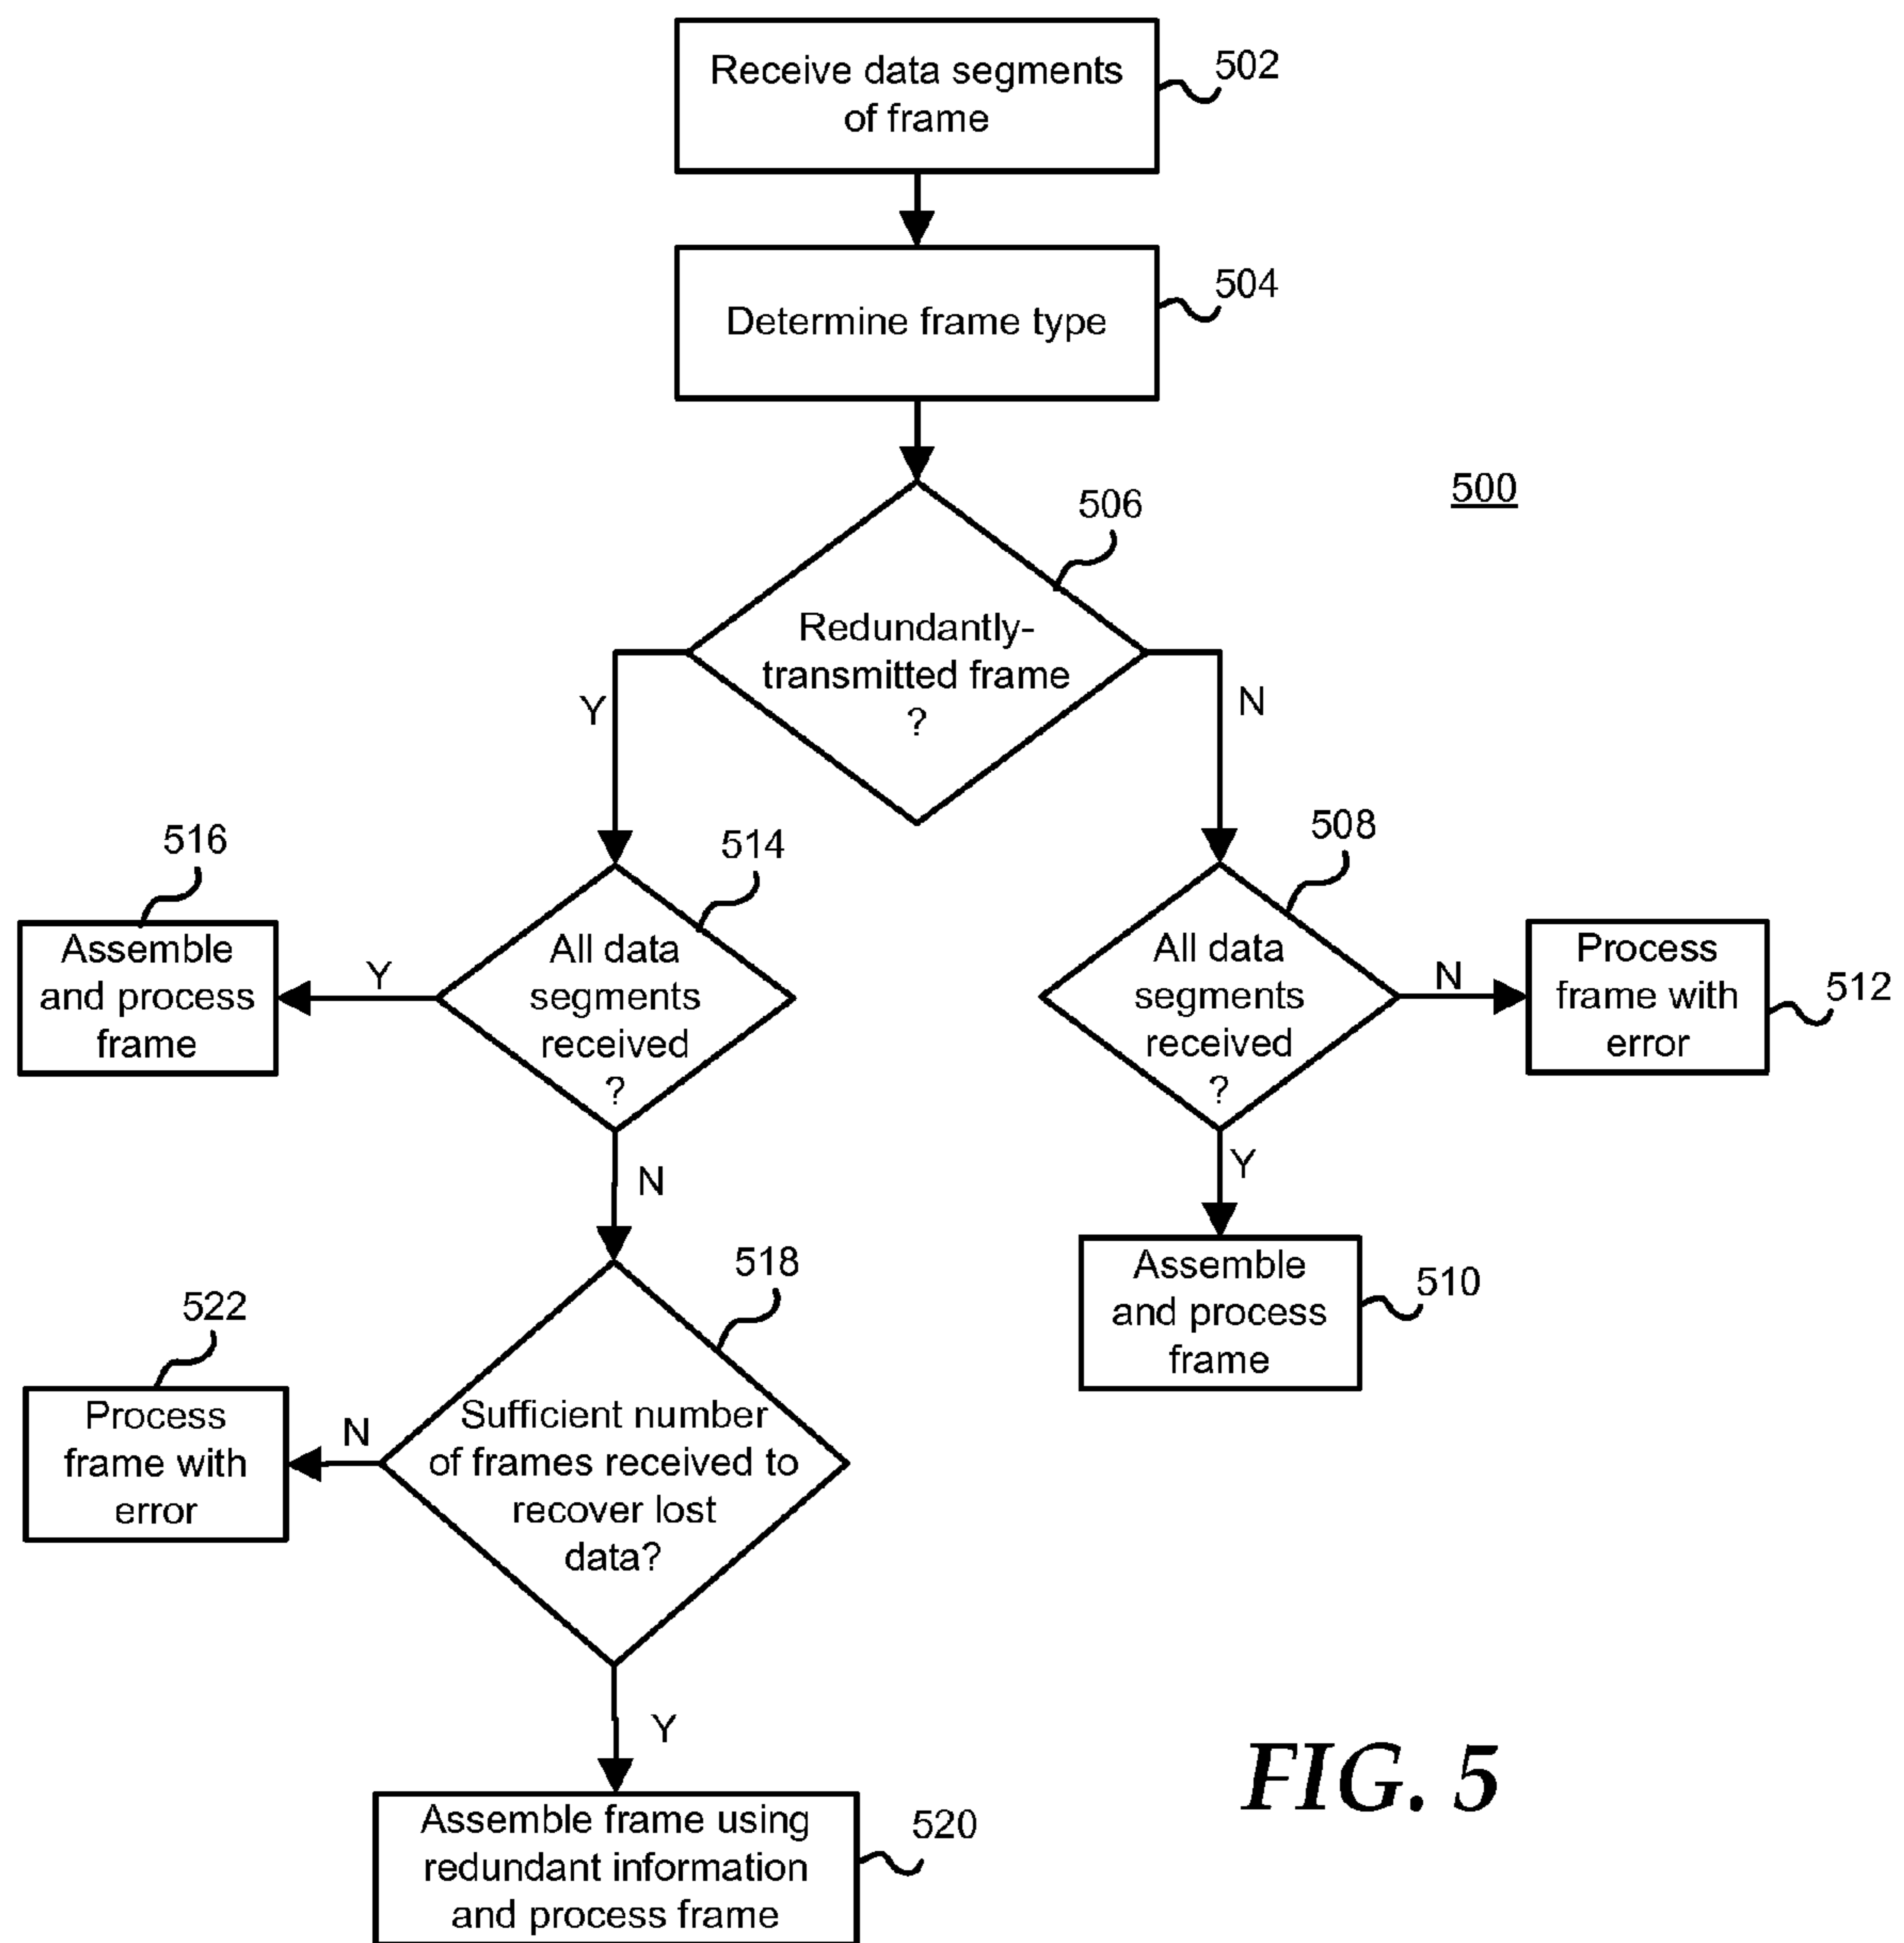 Receive data segments
of frame
502
Determine frame type
504
500
506
Redundantly-
transmitted frame
?
Y
N
516
514
508
Assemble
and process
frame
Y
All data
segments
received
?
All data
segments
received
?
N
Process
frame with
error
512
N
Y
522
518
Assemble
and process
frame
510
Process
frame with
error
N
Sufficient number
of frames received to
recover lost
data?
Y
Assemble frame using
redundant information
and process frame
520
FIG. 5